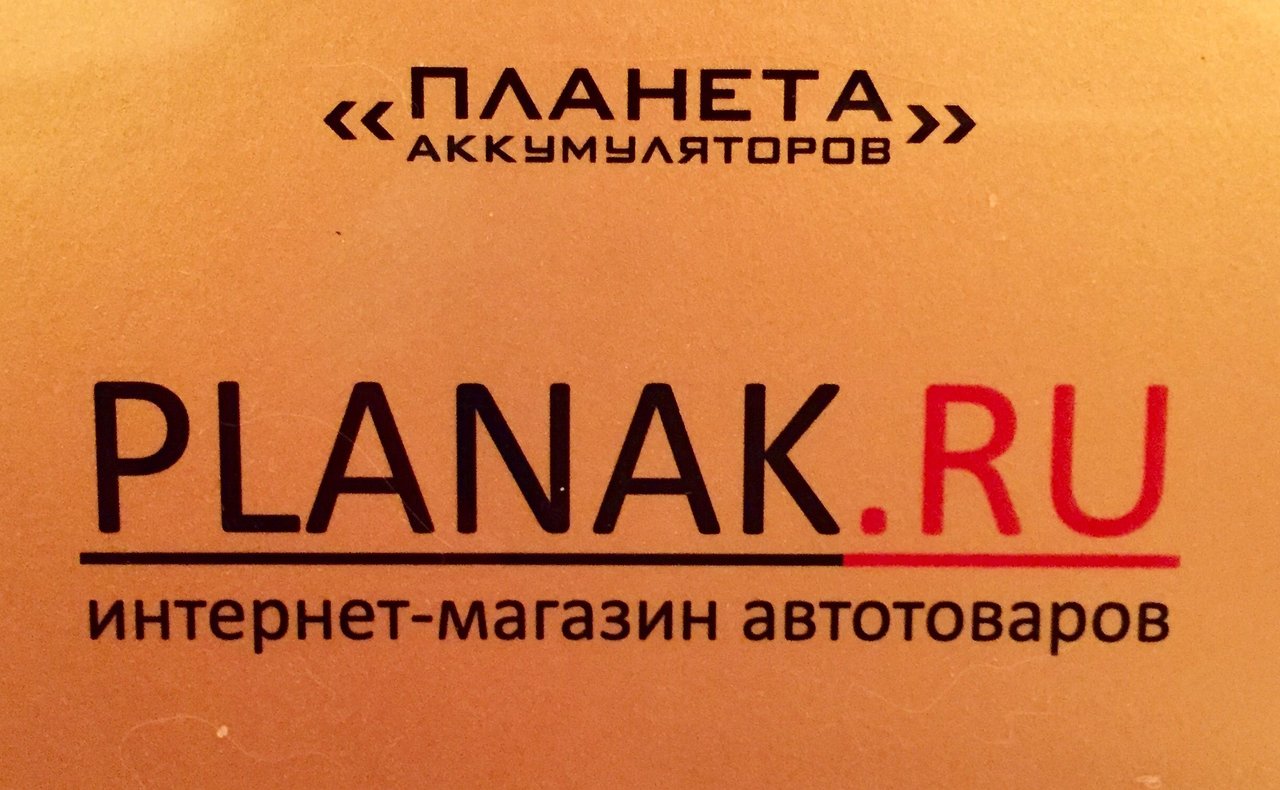 «ПЛАНЕТА
АККУМУЛЯТОРОВ»
PLANAK.RU
интернет-магазин автотоваров